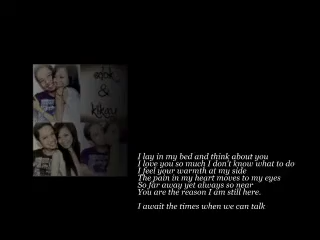 &
kikay
I lay in my bed and think about you
I love you so much I don't know what to do
I feel your warmth at my side
The pain in my heart moves to my eyes
So far away yet always so near
You are the reason I am still here.
I await the times when we can talk